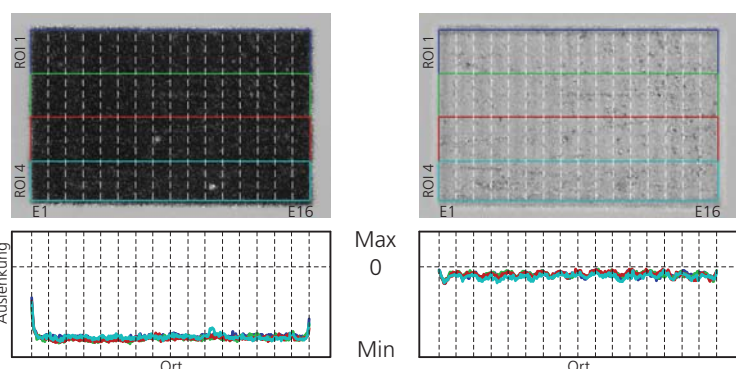 ROI 1
ROI 4
E1
E16
ROI 1
ROI 4
E1
E16
Auslenkung
Ort
Max
0
Min
Ort